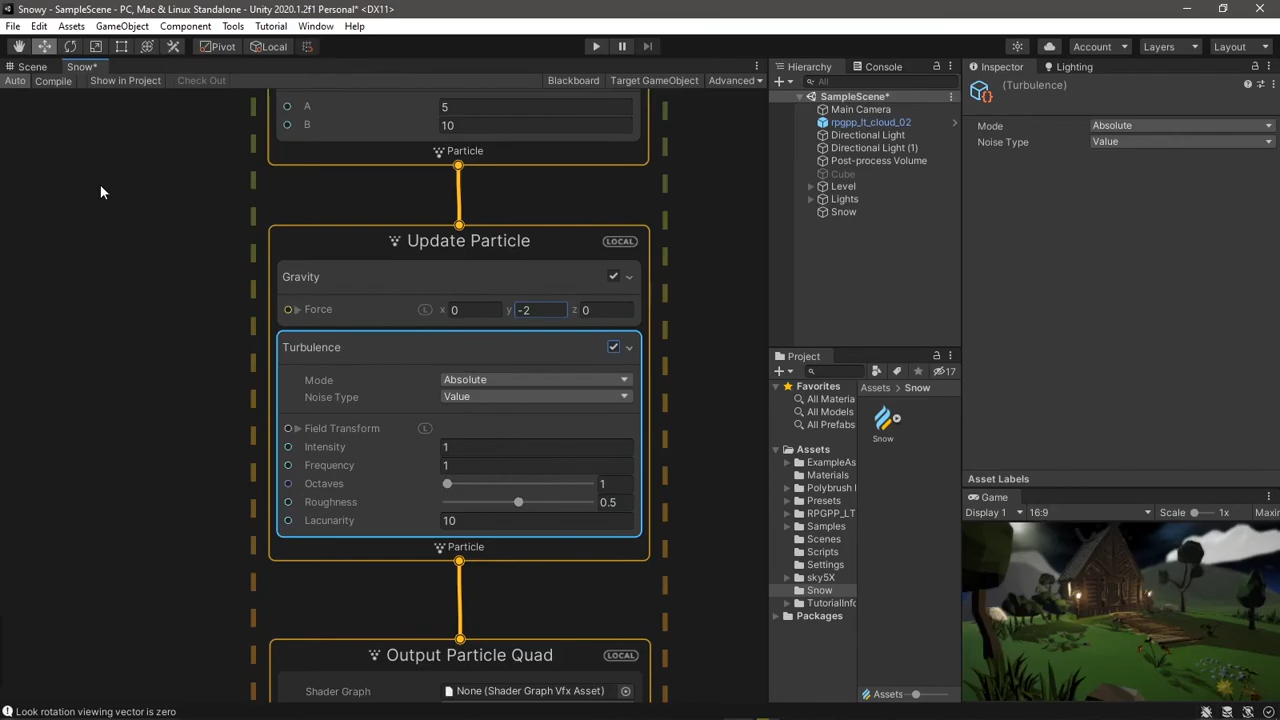 Snowy - SampleScene - PC, Mac & Linux Standalone - Unity 2020.1.2f1 Personal* <DX11>
File Edit Assets GameObject Component Tools Tutorial Window Help
Pivot Local Account Layers Layout
Scene Snow*
Auto Compile Show in Project Check Out Blackboard Target GameObject Advanced
A 5
B 10
Particle
Update Particle LOCAL
Gravity
Force L x 0 y -2 z 0
Turbulence
Mode Absolute
Noise Type Value
Field Transform L
Intensity 1
Frequency 1
Octaves 1
Roughness 0.5
Lacunarity 10
Particle
Output Particle Quad LOCAL
Shader Graph None (Shader Graph Vfx Asset)
Look rotation viewing vector is zero
Hierarchy Console
All
SampleScene*
Main Camera
rpgpp_lt_cloud_02
Directional Light
Directional Light (1)
Post-process Volume
Cube
Level
Lights
Snow
Project
17
Favorites
All Materia
All Models
All Prefabs
Assets
ExampleAs
Materials
Polybrush
Presets
RPGPP_LT
Samples
Scenes
Scripts
Settings
sky5X
Snow
TutorialInfo
Packages
Assets Snow
Snow
Assets
Inspector Lighting
(Turbulence)
Mode Absolute
Noise Type Value
Asset Labels
Game
Display 1 16:9 Scale 1x Maxir